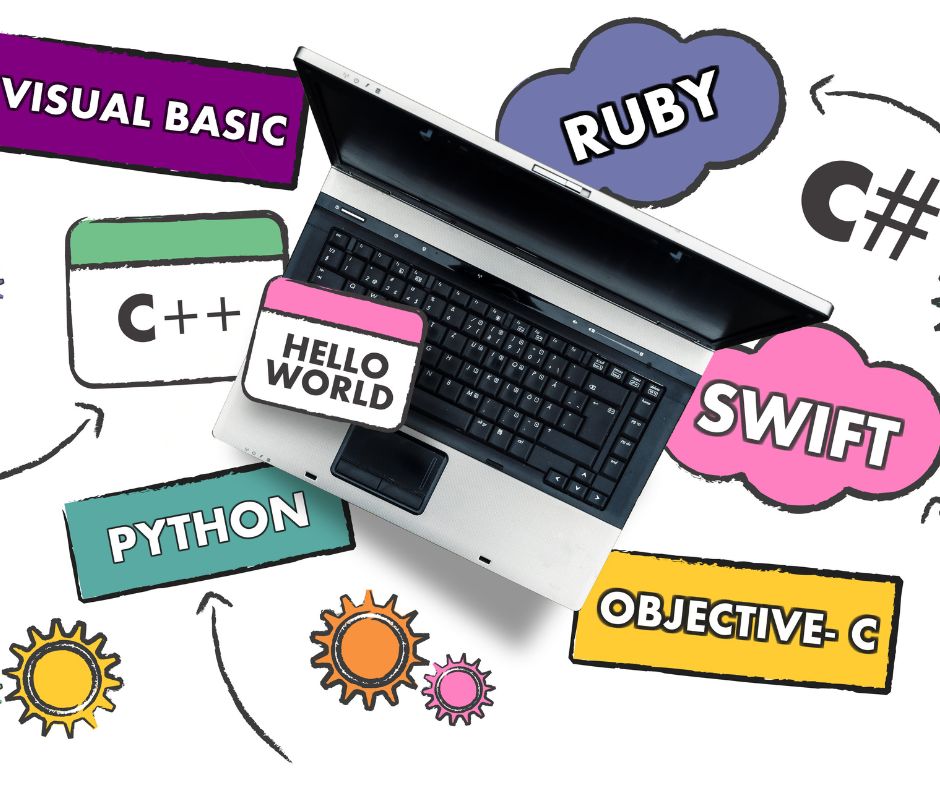 VISUAL BASIC
RUBY
C#
C++
HELLO
WORLD
SWIFT
PYTHON
OBJECTIVE- C